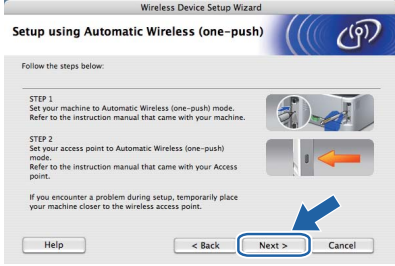 Wireless Device Setup Wizard
Setup using Automatic Wireless (one-push)
Follow the steps below:
STEP 1
Set your machine to Automatic Wireless (one-push) mode.
Refer to the instruction manual that came with your machine.
STEP 2
Set your access point to Automatic Wireless (one-push)
mode.
Refer to the instruction manual that came with your Access
point.
If you encounter a problem during setup, temporarily place
your machine closer to the wireless access point.
Help
< Back
Next >
Cancel